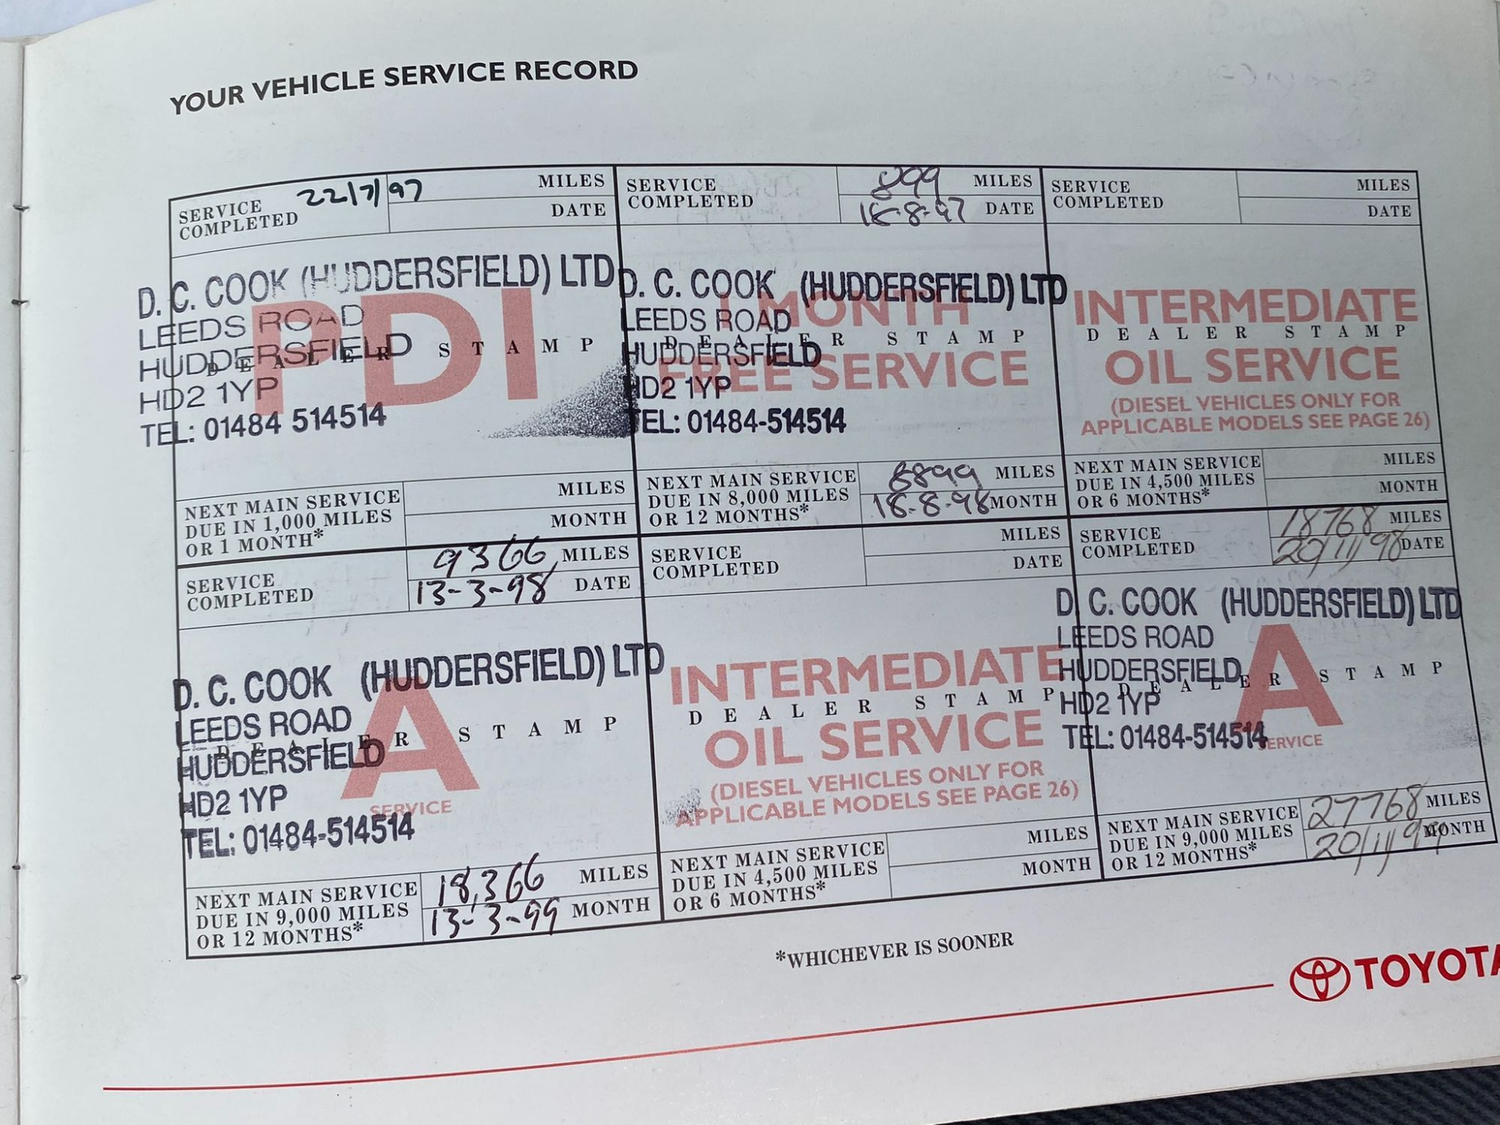 YOUR VEHICLE SERVICE RECORD
SERVICE COMPLETED 22/7/97 MILES
DATE
D. C. COOK (HUDDERSFIELD) LTD
LEEDS ROAD
HUDDERSFIELD
HD2 1YP
TEL: 01484 514514
PDI
DEALER STAMP
NEXT MAIN SERVICE
DUE IN 1,000 MILES
OR 1 MONTH*
MILES
MONTH
SERVICE COMPLETED
899 MILES
18-8-97 DATE
D. C. COOK (HUDDERSFIELD) LTD
LEEDS ROAD
HUDDERSFIELD
HD2 1YP
TEL: 01484-514514
1 MONTH
DEALER STAMP
FREE SERVICE
NEXT MAIN SERVICE
DUE IN 8,000 MILES
OR 12 MONTHS*
8899 MILES
18-8-98 MONTH
SERVICE COMPLETED
MILES
DATE
INTERMEDIATE
DEALER STAMP
OIL SERVICE
(DIESEL VEHICLES ONLY FOR
APPLICABLE MODELS SEE PAGE 26)
NEXT MAIN SERVICE
DUE IN 4,500 MILES
OR 6 MONTHS*
MILES
MONTH
SERVICE COMPLETED
9366 MILES
13-3-98 DATE
D. C. COOK (HUDDERSFIELD) LTD
LEEDS ROAD
HUDDERSFIELD
HD2 1YP
TEL: 01484-514514
A
DEALER STAMP
SERVICE
NEXT MAIN SERVICE
DUE IN 9,000 MILES
OR 12 MONTHS*
18,366 MILES
13-3-99 MONTH
SERVICE COMPLETED
MILES
DATE
INTERMEDIATE
DEALER STAMP
OIL SERVICE
(DIESEL VEHICLES ONLY FOR
APPLICABLE MODELS SEE PAGE 26)
NEXT MAIN SERVICE
DUE IN 4,500 MILES
OR 6 MONTHS*
MILES
MONTH
SERVICE COMPLETED
18768 MILES
20/11/98 DATE
D. C. COOK (HUDDERSFIELD) LTD
LEEDS ROAD
HUDDERSFIELD
HD2 1YP
TEL: 01484-514514
A
DEALER STAMP
SERVICE
NEXT MAIN SERVICE
DUE IN 9,000 MILES
OR 12 MONTHS*
27768 MILES
20/11/99 MONTH
*WHICHEVER IS SOONER
TOYOTA